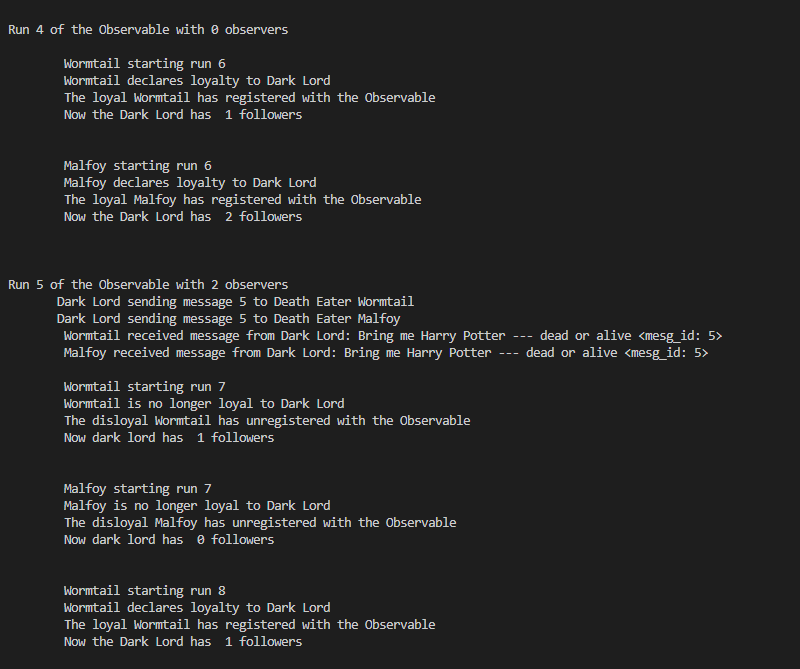 Run 4 of the Observable with 0 observers
Wormtail starting run 6
Wormtail declares loyalty to Dark Lord
The loyal Wormtail has registered with the Observable
Now the Dark Lord has  1 followers
Malfoy starting run 6
Malfoy declares loyalty to Dark Lord
The loyal Malfoy has registered with the Observable
Now the Dark Lord has  2 followers
Run 5 of the Observable with 2 observers
Dark Lord sending message 5 to Death Eater Wormtail
Dark Lord sending message 5 to Death Eater Malfoy
Wormtail received message from Dark Lord: Bring me Harry Potter --- dead or alive <mesg_id: 5>
Malfoy received message from Dark Lord: Bring me Harry Potter --- dead or alive <mesg_id: 5>
Wormtail starting run 7
Wormtail is no longer loyal to Dark Lord
The disloyal Wormtail has unregistered with the Observable
Now dark lord has  1 followers
Malfoy starting run 7
Malfoy is no longer loyal to Dark Lord
The disloyal Malfoy has unregistered with the Observable
Now dark lord has  0 followers
Wormtail starting run 8
Wormtail declares loyalty to Dark Lord
The loyal Wormtail has registered with the Observable
Now the Dark Lord has  1 followers